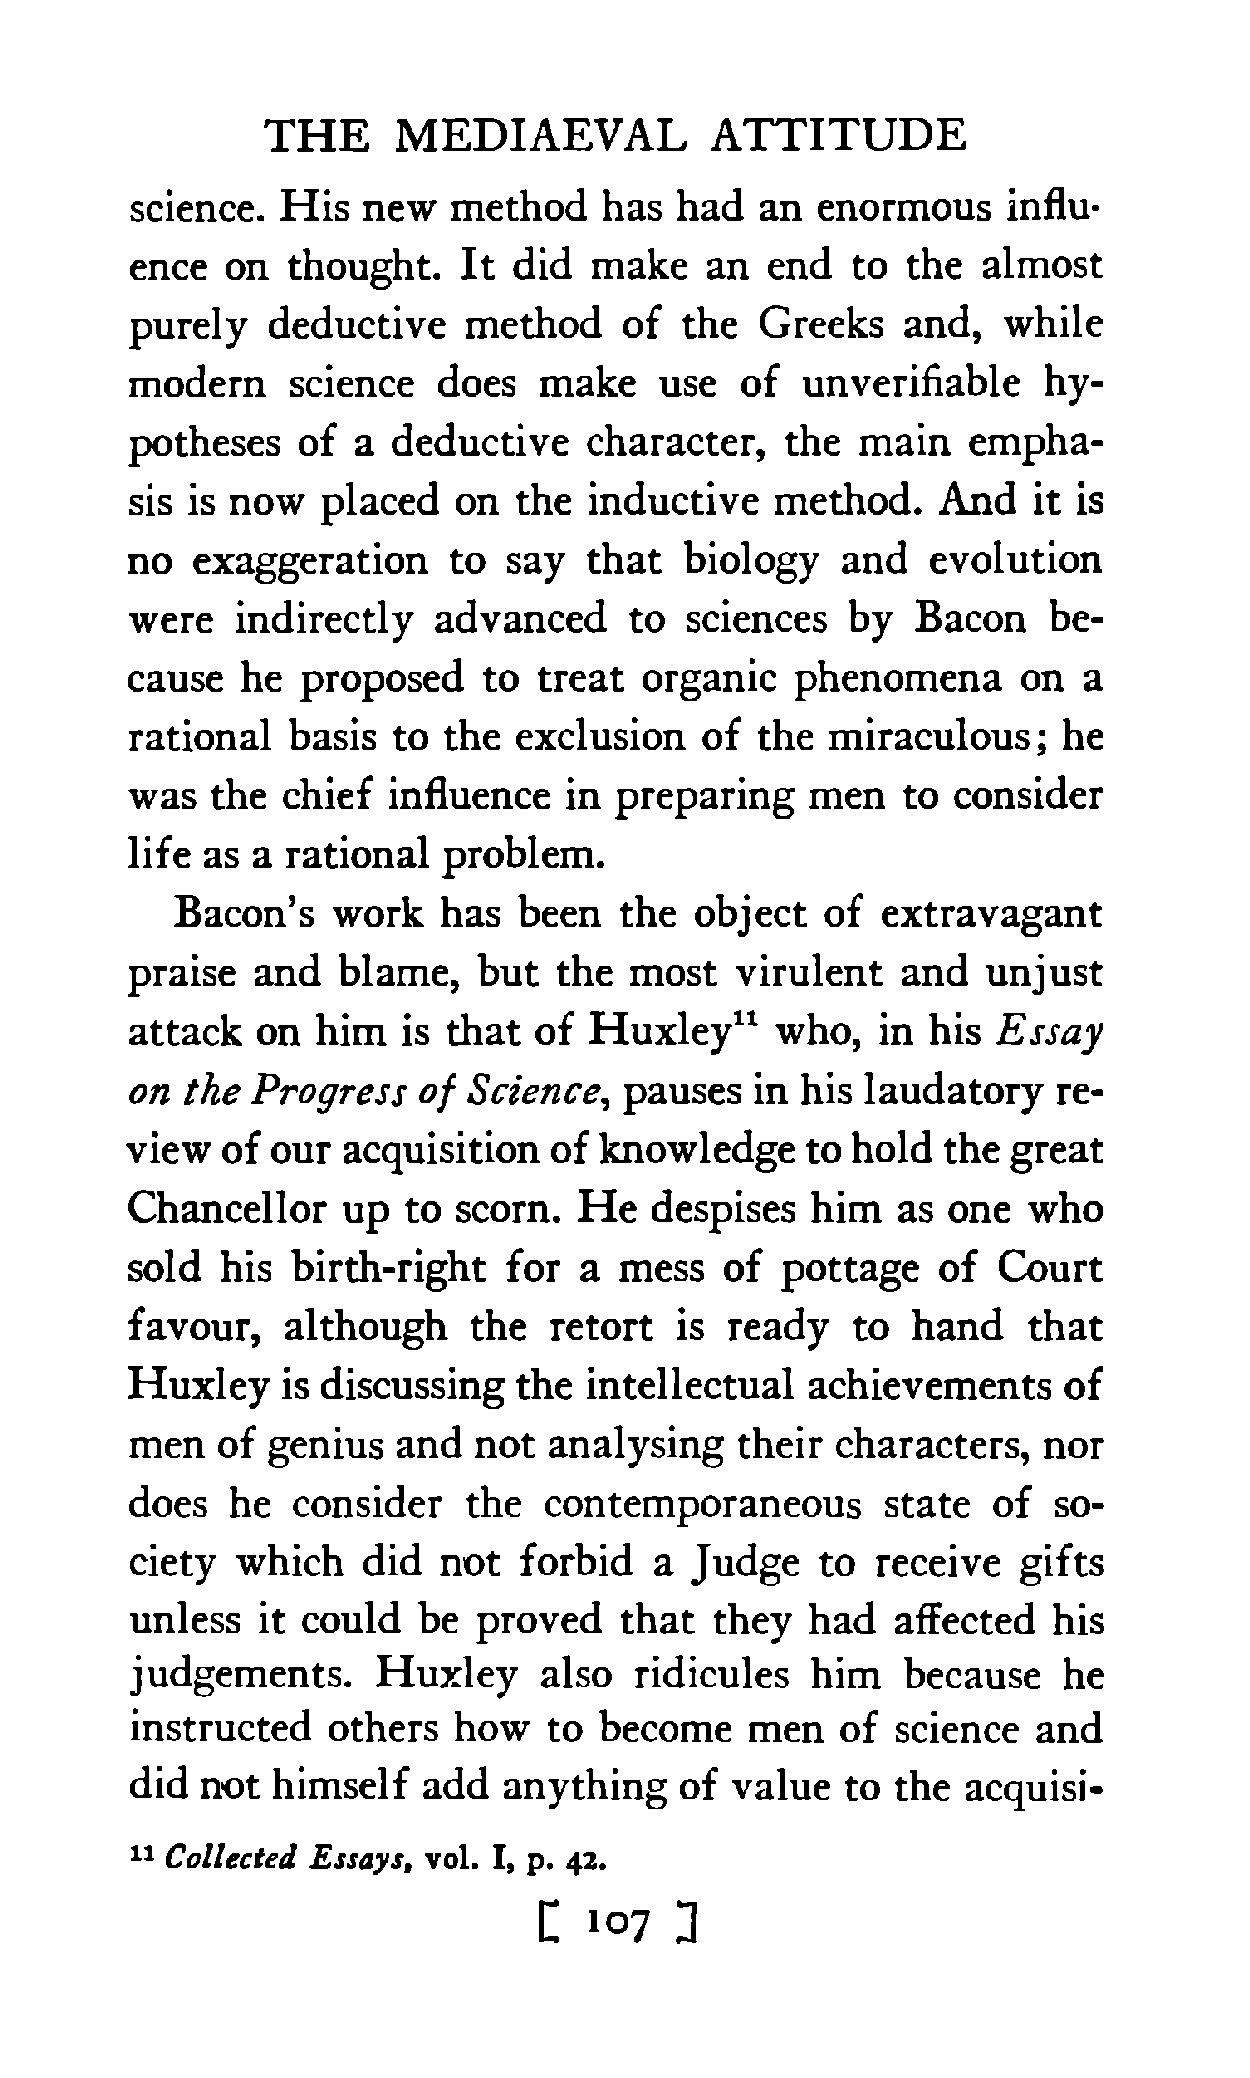 THE MEDIAEVAL ATTITUDE
science. His new method has had an enormous influ-
ence on thought. It did make an end to the almost
purely deductive method of the Greeks and, while
modern science does make use of unverifiable hy-
potheses of a deductive character, the main empha-
sis is now placed on the inductive method. And it is
no exaggeration to say that biology and evolution
were indirectly advanced to sciences by Bacon be-
cause he proposed to treat organic phenomena on a
rational basis to the exclusion of the miraculous; he
was the chief influence in preparing men to consider
life as a rational problem.
Bacon's work has been the object of extravagant
praise and blame, but the most virulent and unjust
attack on him is that of Huxley¹¹ who, in his Essay
on the Progress of Science, pauses in his laudatory re-
view of our acquisition of knowledge to hold the great
Chancellor up to scorn. He despises him as one who
sold his birth-right for a mess of pottage of Court
favour, although the retort is ready to hand that
Huxley is discussing the intellectual achievements of
men of genius and not analysing their characters, nor
does he consider the contemporaneous state of so-
ciety which did not forbid a Judge to receive gifts
unless it could be proved that they had affected his
judgements. Huxley also ridicules him because he
instructed others how to become men of science and
did not himself add anything of value to the acquisi-
¹¹ Collected Essays, vol. I, p. 42.
[ 107 ]